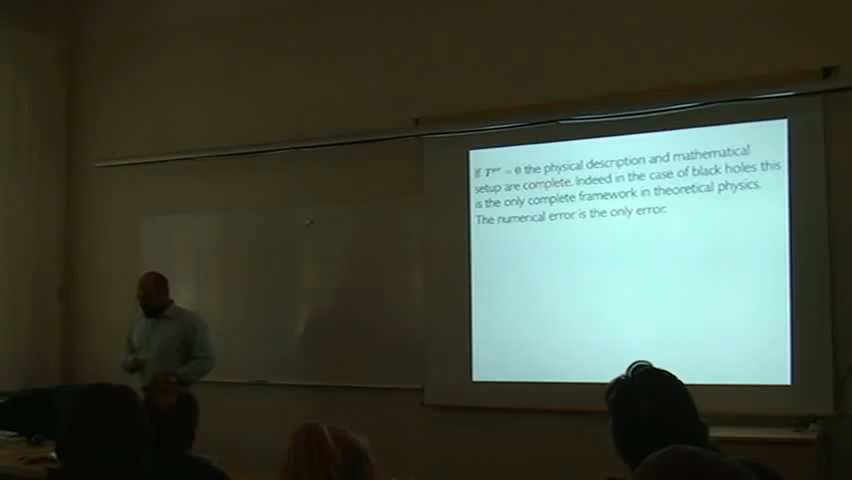 If T^μν = 0 the physical description and mathematical
setup are complete. Indeed in the case of black holes this
is the only complete framework in theoretical physics.
The numerical error is the only error.